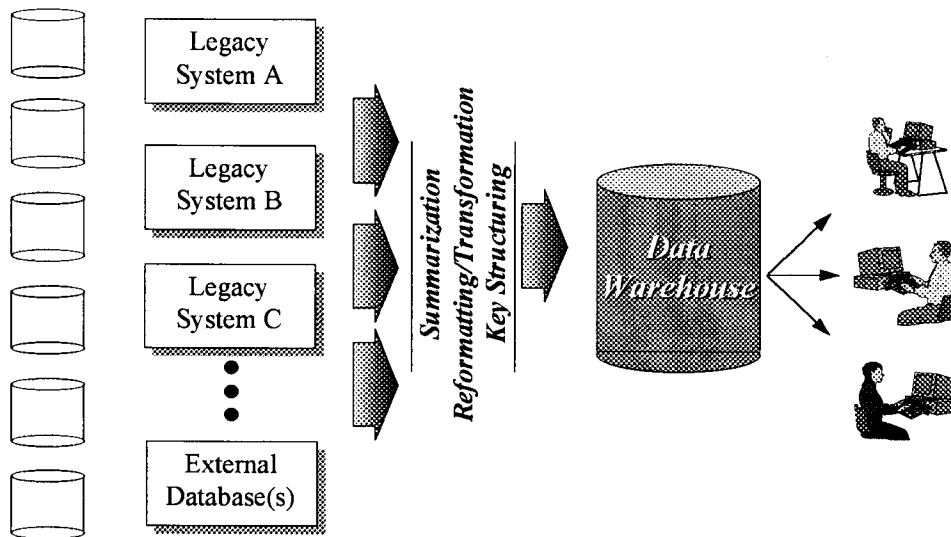 Legacy
System A
Legacy
System B
Legacy
System C
External
Database(s)
Summarization
Reformatting/Transformation
Key Structuring
Data
Warehouse